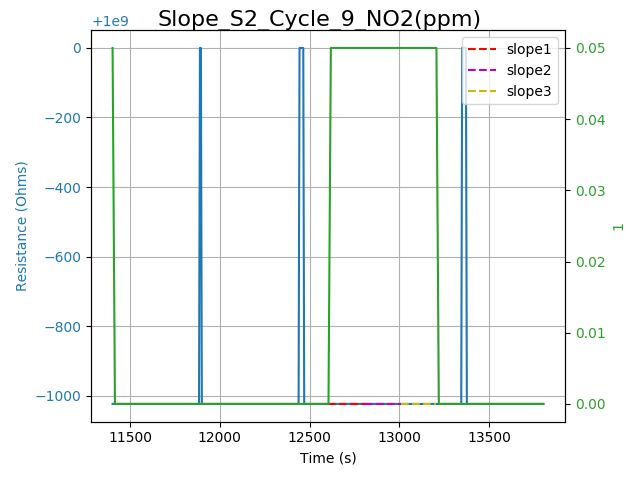 Slope_S2_Cycle_9_NO2(ppm)
+1e9
0
−200
−400
−600
−800
−1000
Resistance (Ohms)
slope1
slope2
slope3
0.05
0.04
0.03
0.02
0.01
0.00
1
11500 12000 12500 13000 13500
Time (s)